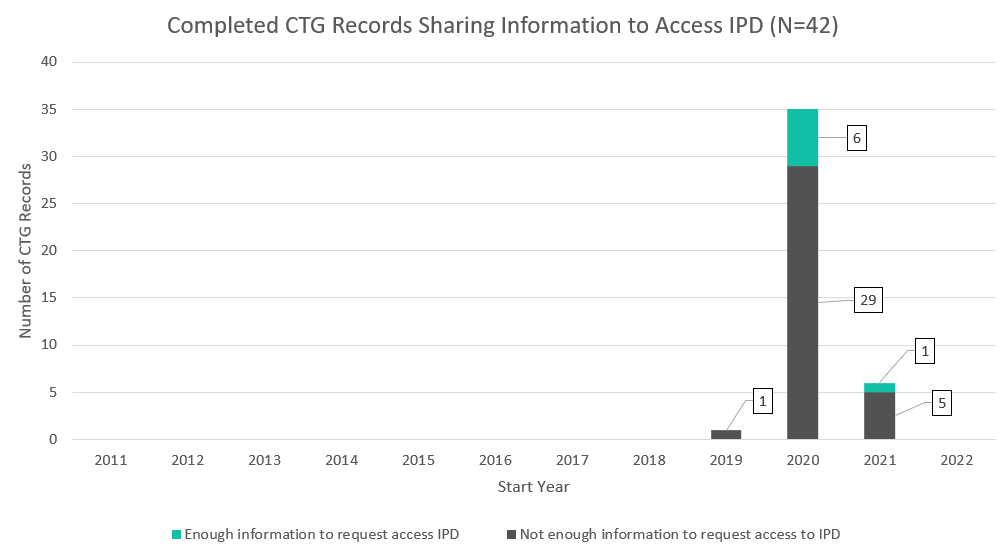 Completed CTG Records Sharing Information to Access IPD (N=42)
Number of CTG Records
40
35
30
25
20
15
10
5
0
6
29
1
1
5
2011 2012 2013 2014 2015 2016 2017 2018 2019 2020 2021 2022
Start Year
Enough information to request access IPD Not enough information to request access to IPD